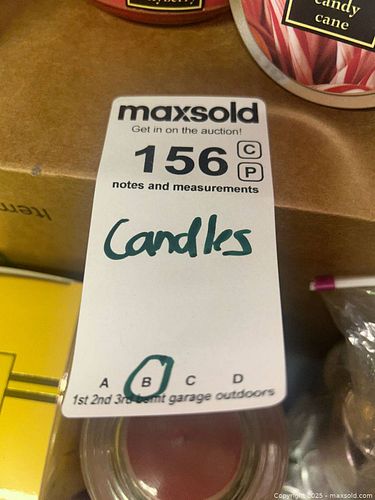 candy
cane
maxsold
Get in on the auction!
156 C
P
notes and measurements
Item
Candles
A B C D
1st 2nd 3rd bsmt garage outdoors
Copyright 2025 - maxsold.com